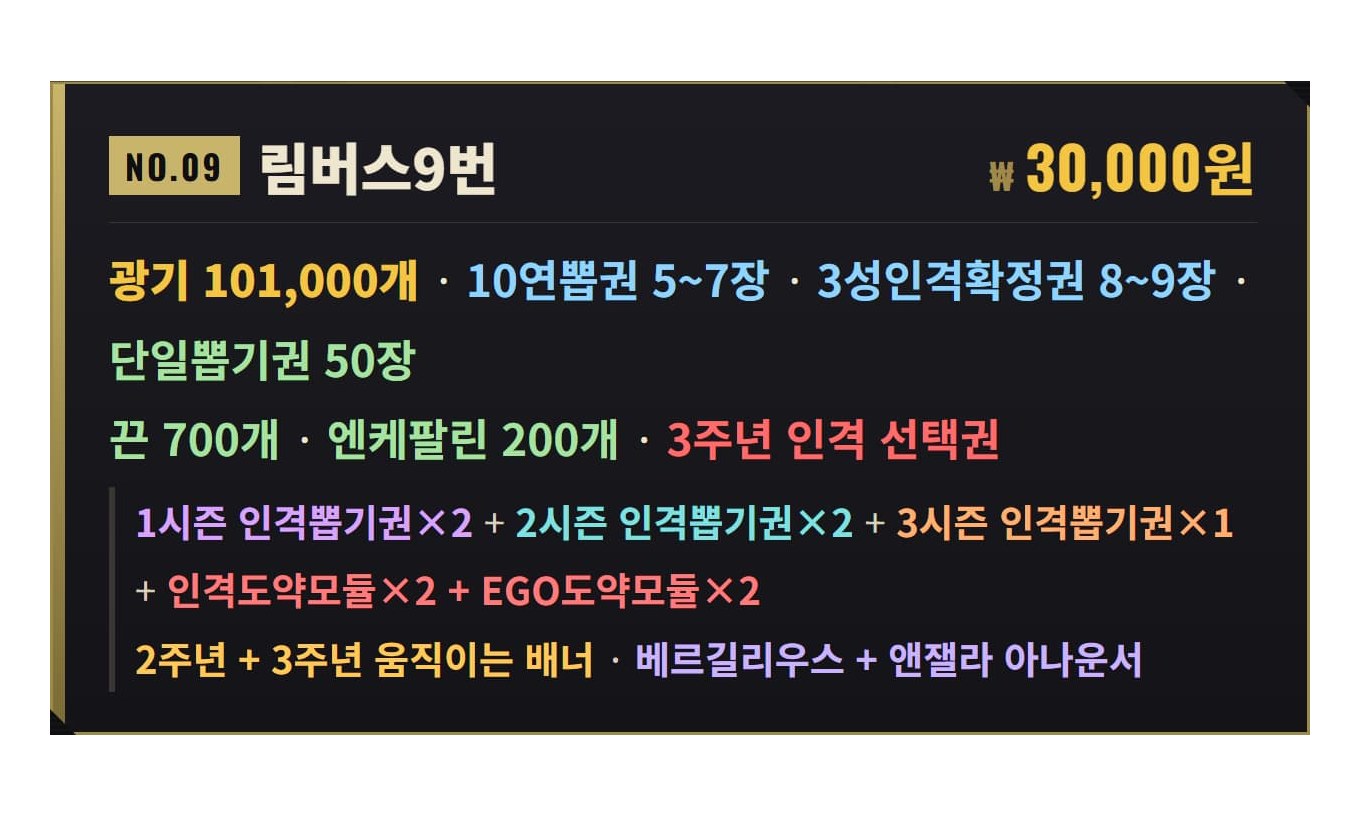 NO.09 림버스9번 ₩ 30,000원
광기 101,000개 · 10연뽑권 5~7장 · 3성인격확정권 8~9장 ·
단일뽑기권 50장
끈 700개 · 엔케팔린 200개 · 3주년 인격 선택권
1시즌 인격뽑기권×2 + 2시즌 인격뽑기권×2 + 3시즌 인격뽑기권×1
+ 인격도약모듈×2 + EGO도약모듈×2
2주년 + 3주년 움직이는 배너 · 베르길리우스 + 앤젤라 아나운서